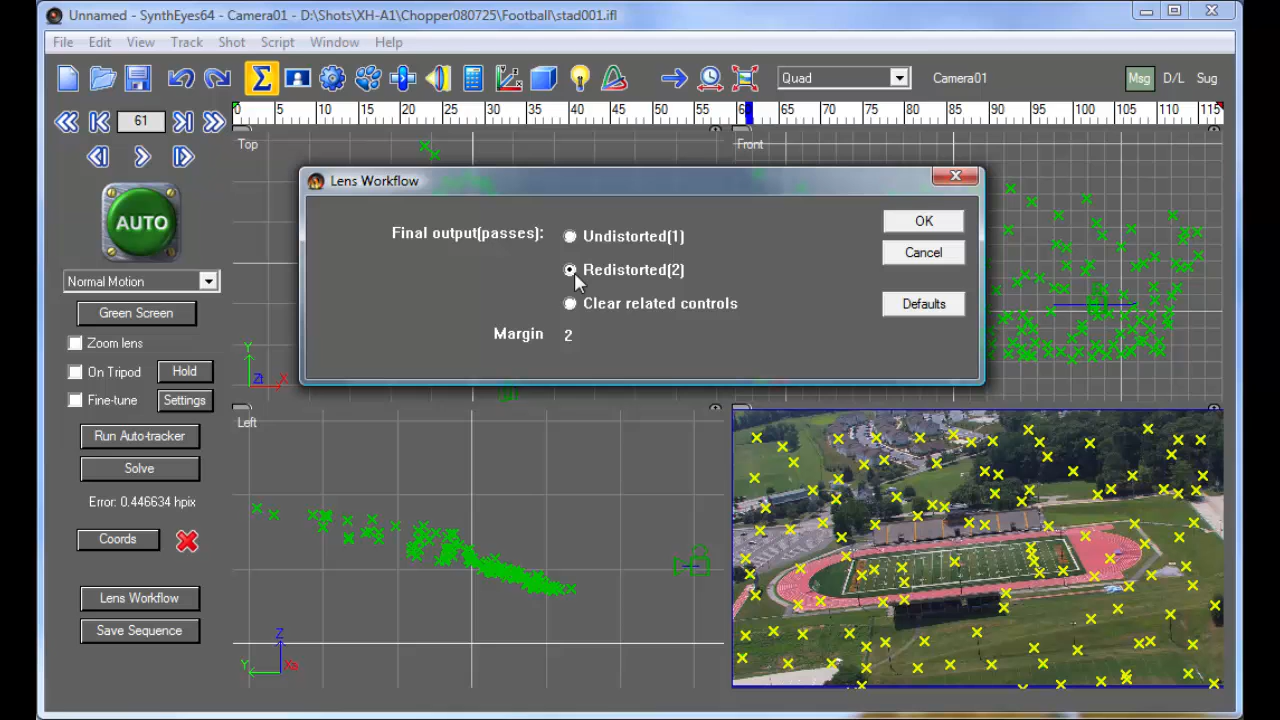 Unnamed - SynthEyes64 - Camera01 - D:\Shots\XH-A1\Chopper080725\Football\stad001.ifl
File Edit View Track Shot Script Window Help
Quad Camera01 Msg D/L Sug
61 0 5 10 15 20 25 30 35 40 45 50 55 65 70 75 80 85 90 95 100 105 110 115
Top Front
Lens Workflow
AUTO
Final output(passes): Undistorted(1) OK
Cancel
Redistorted(2)
Normal Motion
Clear related controls Defaults
Green Screen
Margin 2
Zoom lens
On Tripod Hold
Y
Z X
Fine-tune Settings
Left
Run Auto-tracker
Solve
Error: 0.446634 hpix
Coords
Lens Workflow
Save Sequence
Z
Y Xs